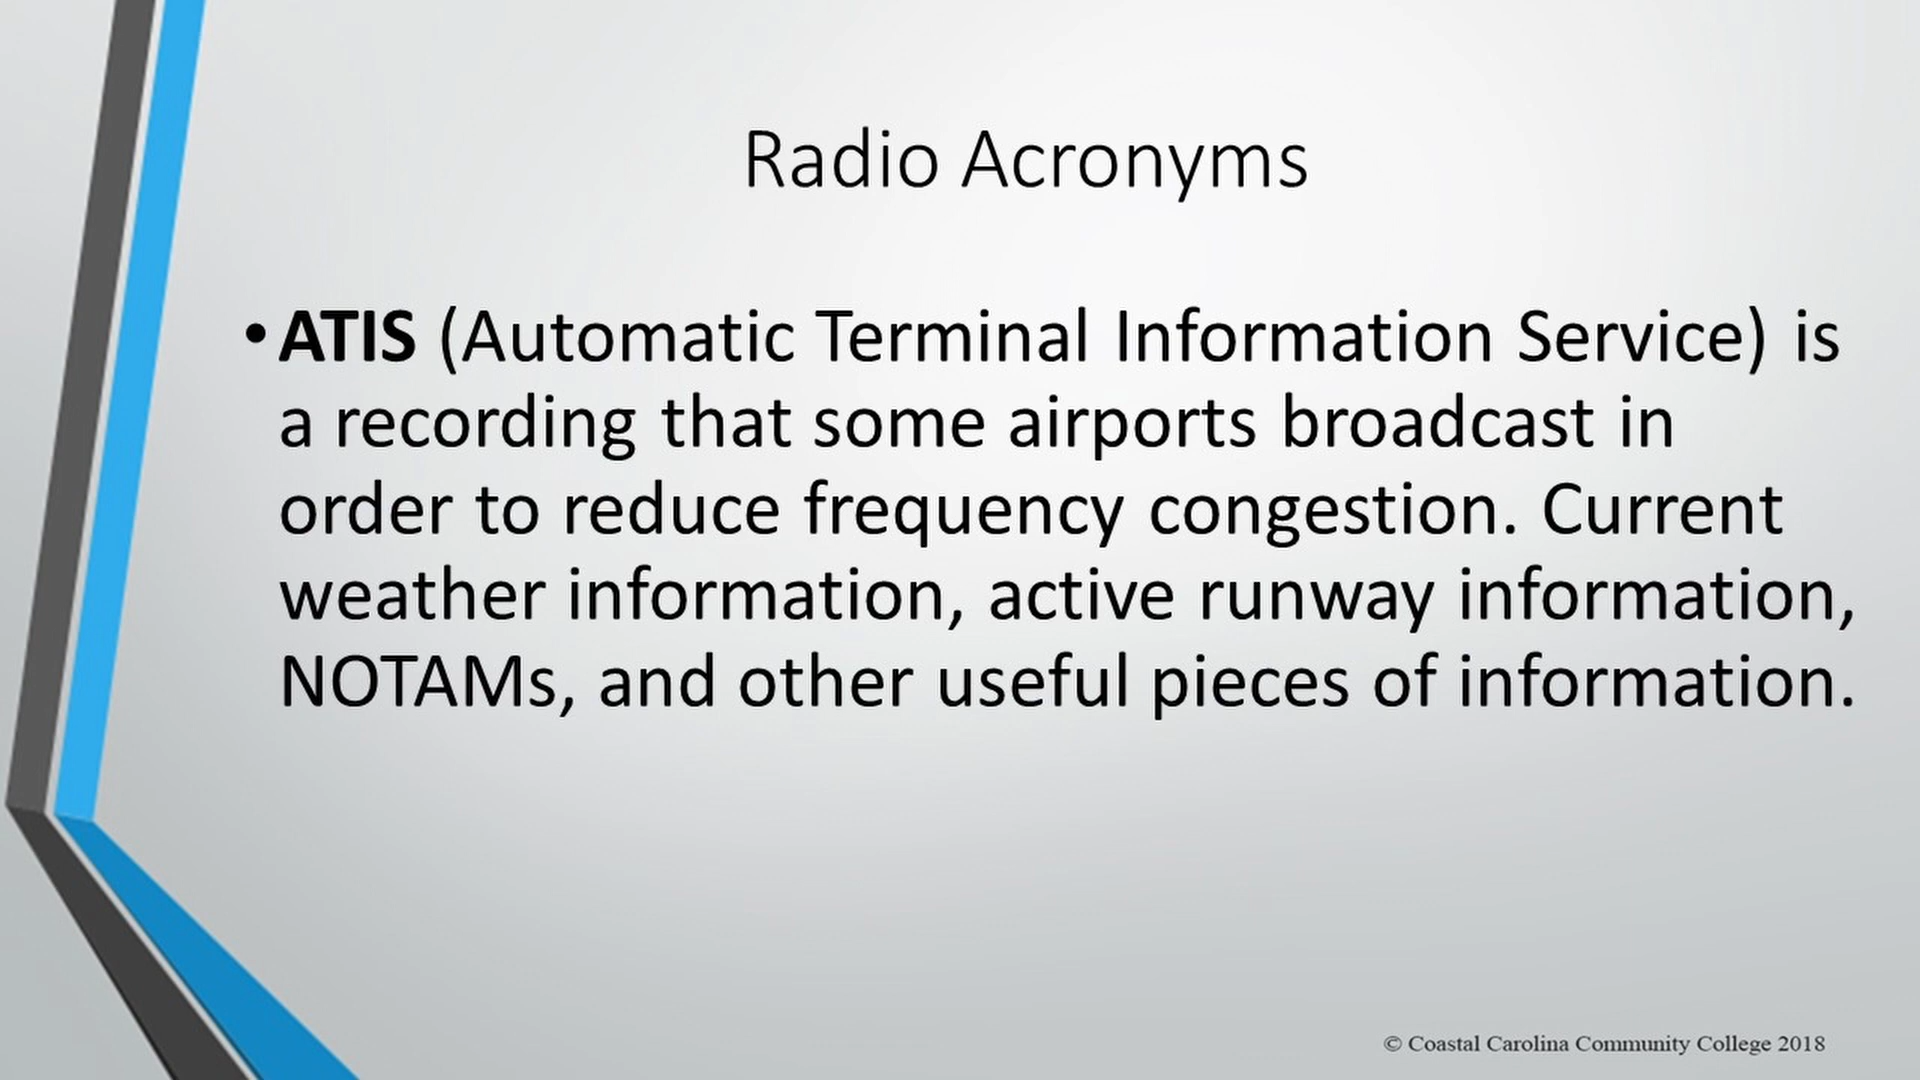 Radio Acronyms
• ATIS (Automatic Terminal Information Service) is
a recording that some airports broadcast in
order to reduce frequency congestion. Current
weather information, active runway information,
NOTAMs, and other useful pieces of information.
© Coastal Carolina Community College 2018